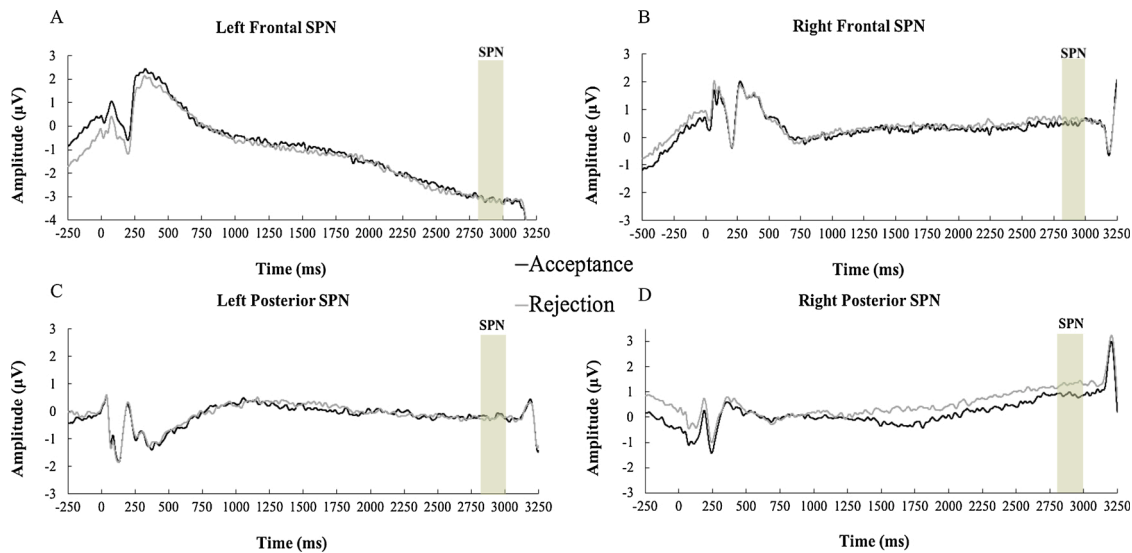 A
Left Frontal SPN
SPN
Amplitude (µV)
3
2
1
0
-1
-2
-3
-4
-250 0 250 500 750 1000 1250 1500 1750 2000 2250 2500 2750 3000 3250
Time (ms)
B
Right Frontal SPN
SPN
Amplitude (µV)
3
2
1
0
-1
-2
-3
-500 -250 0 250 500 750 1000 1250 1500 1750 2000 2250 2500 2750 3000 3250
Time (ms)
Acceptance
Rejection
C
Left Posterior SPN
SPN
Amplitude (µV)
3
2
1
0
-1
-2
-3
-250 0 250 500 750 1000 1250 1500 1750 2000 2250 2500 2750 3000 3250
Time (ms)
D
Right Posterior SPN
SPN
Amplitude (µV)
3
2
1
0
-1
-2
-3
-250 0 250 500 750 1000 1250 1500 1750 2000 2250 2500 2750 3000 3250
Time (ms)